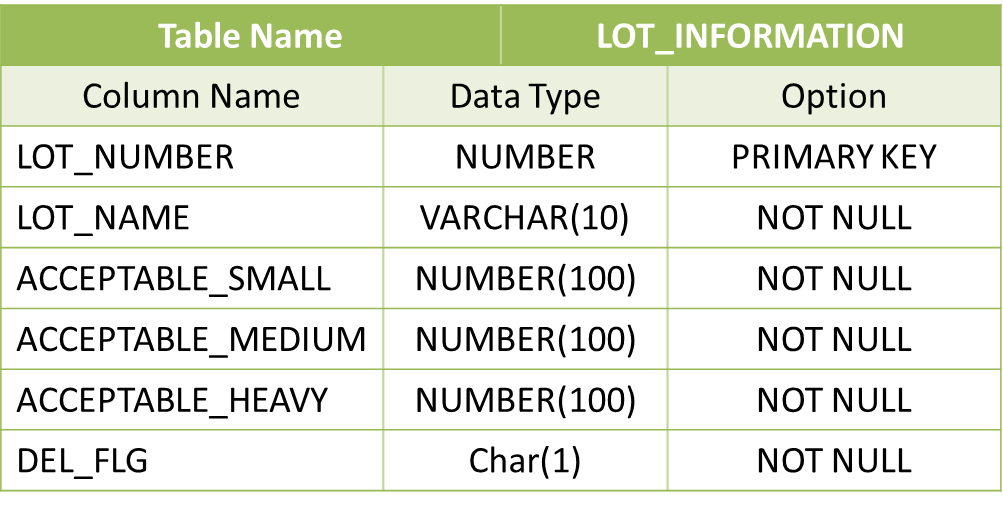 Table Name LOT_INFORMATION
Column Name Data Type Option
LOT_NUMBER NUMBER PRIMARY KEY
LOT_NAME VARCHAR(10) NOT NULL
ACCEPTABLE_SMALL NUMBER(100) NOT NULL
ACCEPTABLE_MEDIUM NUMBER(100) NOT NULL
ACCEPTABLE_HEAVY NUMBER(100) NOT NULL
DEL_FLG Char(1) NOT NULL